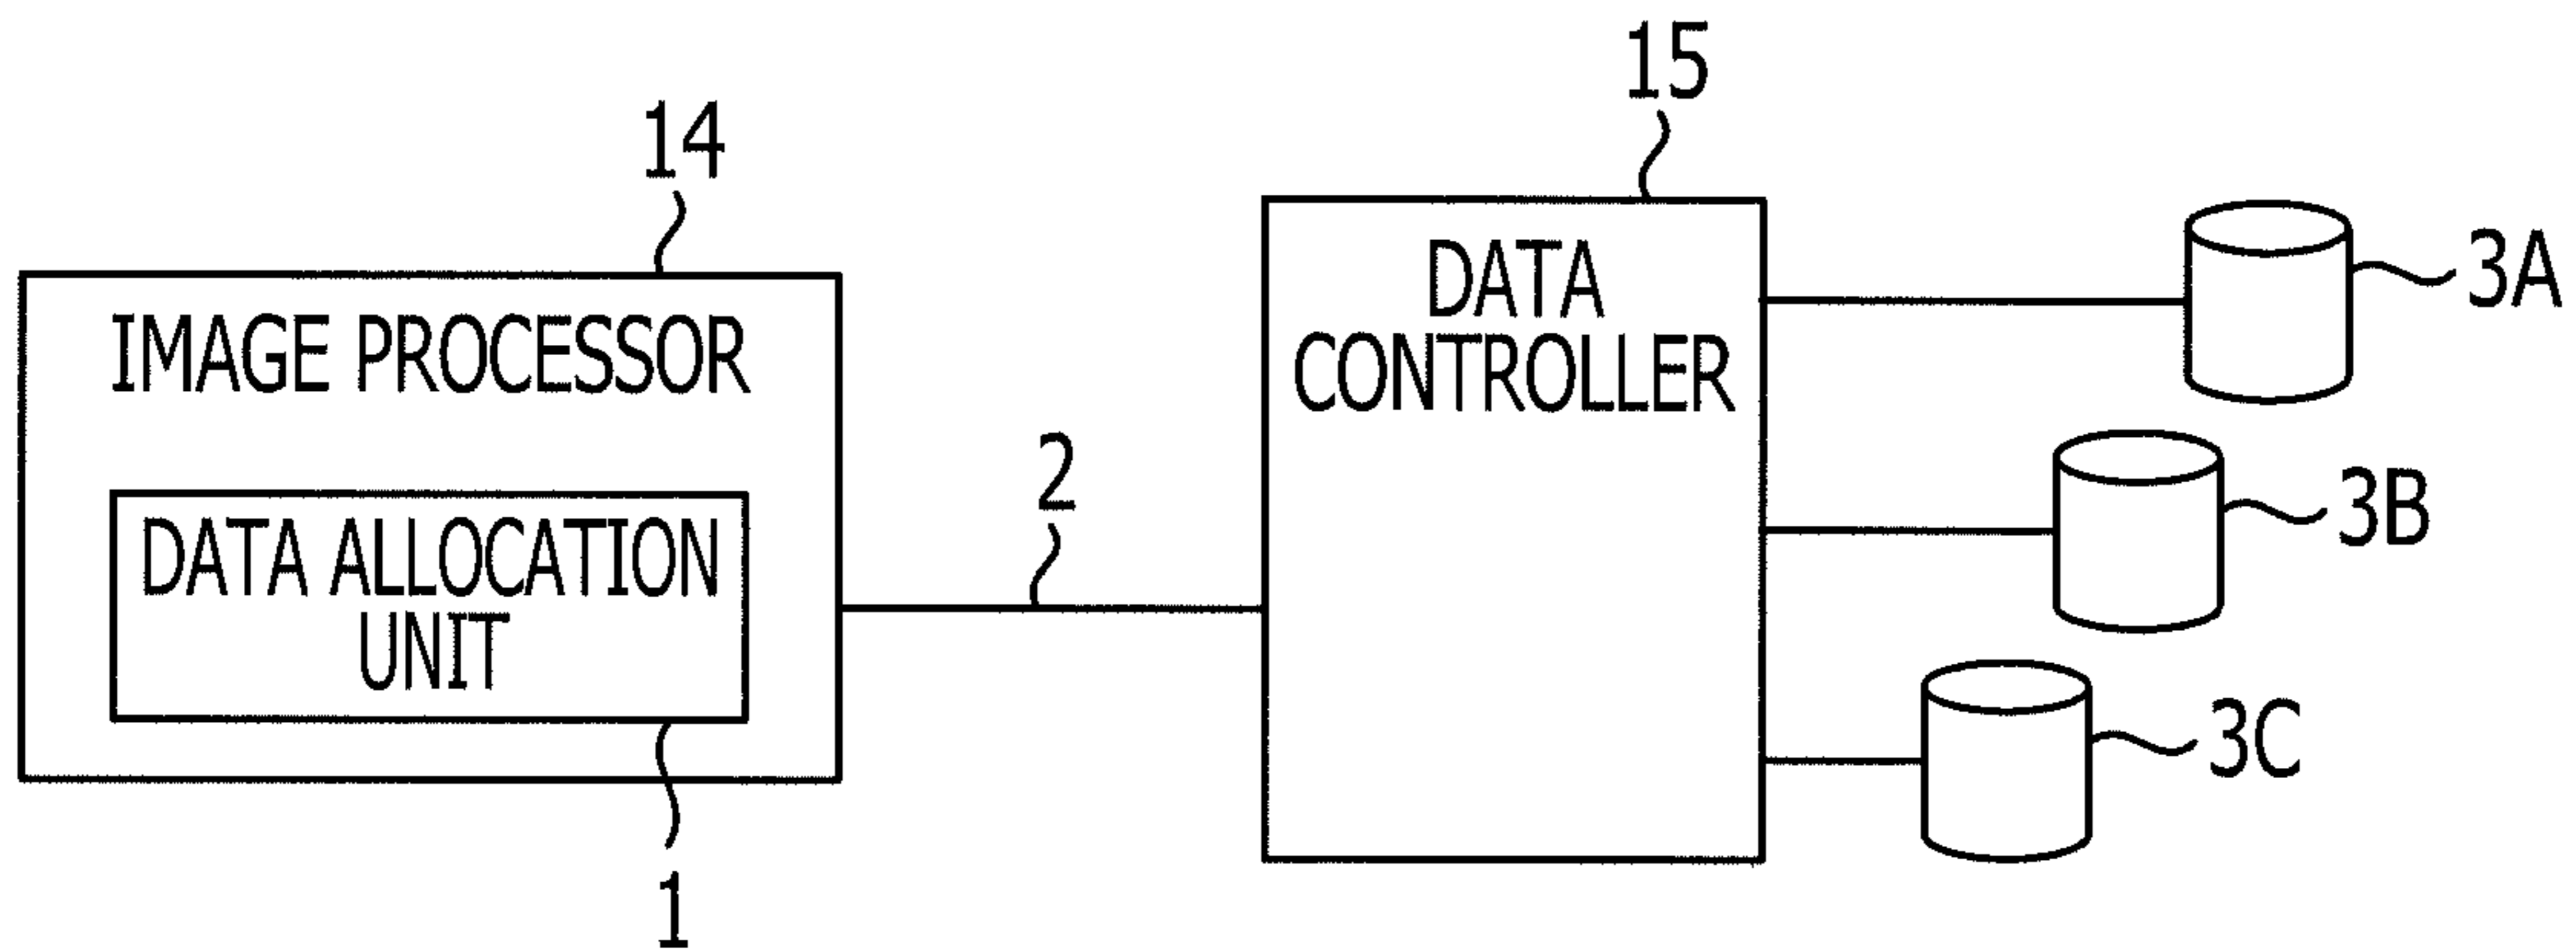 14
IMAGE PROCESSOR
DATA ALLOCATION
UNIT
1
2
15
DATA
CONTROLLER
3A
3B
3C